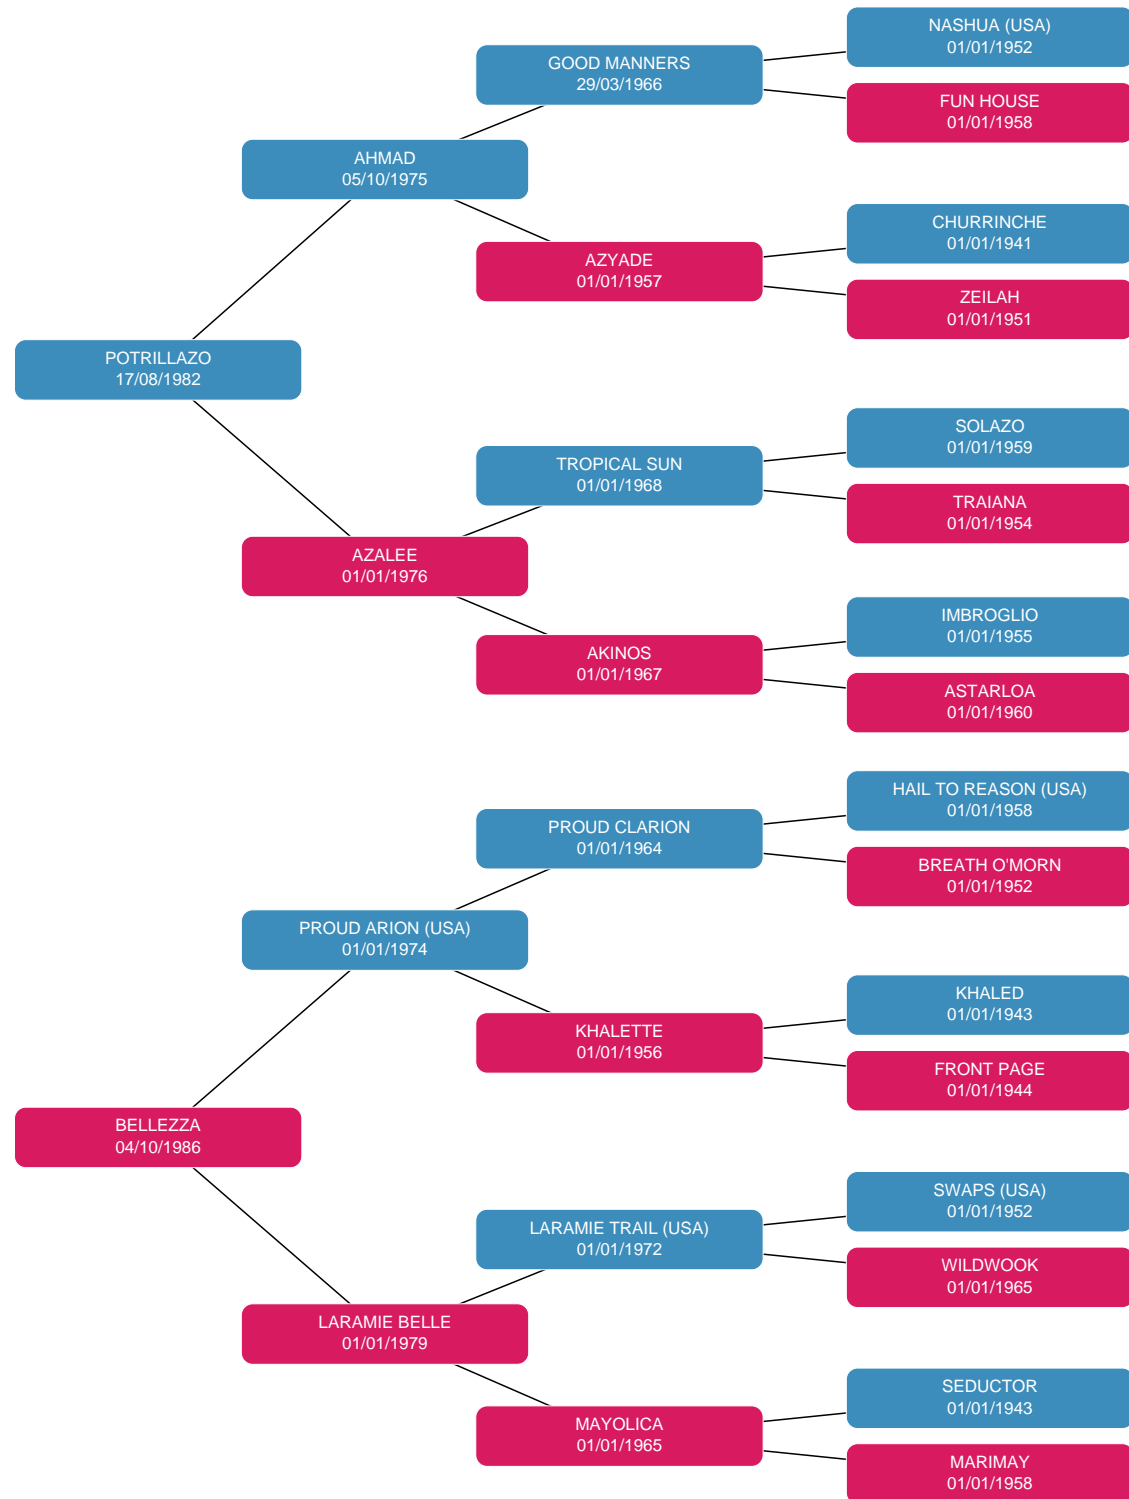 NASHUA (USA)
01/01/1952
GOOD MANNERS
29/03/1966
FUN HOUSE
01/01/1958
AHMAD
05/10/1975
CHURRINCHE
01/01/1941
AZYADE
01/01/1957
ZEILAH
01/01/1951
POTRILLAZO
17/08/1982
SOLAZO
01/01/1959
TROPICAL SUN
01/01/1968
TRAIANA
01/01/1954
AZALEE
01/01/1976
IMBROGLIO
01/01/1955
AKINOS
01/01/1967
ASTARLOA
01/01/1960
HAIL TO REASON (USA)
01/01/1958
PROUD CLARION
01/01/1964
BREATH O'MORN
01/01/1952
PROUD ARION (USA)
01/01/1974
KHALED
01/01/1943
KHALETTE
01/01/1956
FRONT PAGE
01/01/1944
BELLEZZA
04/10/1986
SWAPS (USA)
01/01/1952
LARAMIE TRAIL (USA)
01/01/1972
WILDWOOK
01/01/1965
LARAMIE BELLE
01/01/1979
SEDUCTOR
01/01/1943
MAYOLICA
01/01/1965
MARIMAY
01/01/1958